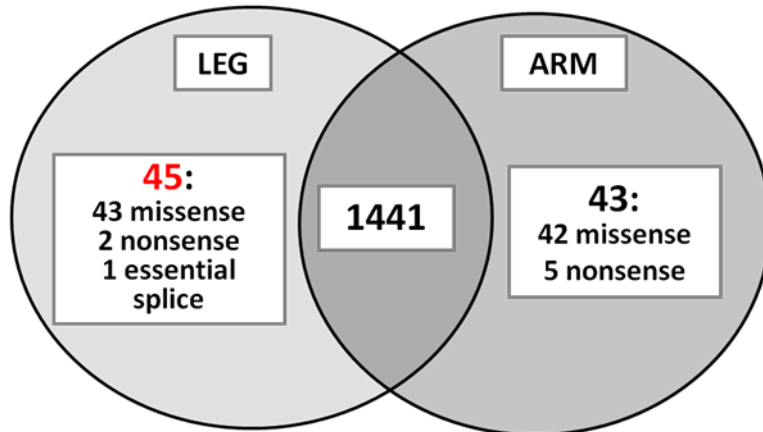 LEG
ARM
45:
43 missense
2 nonsense
1 essential
splice
1441
43:
42 missense
5 nonsense